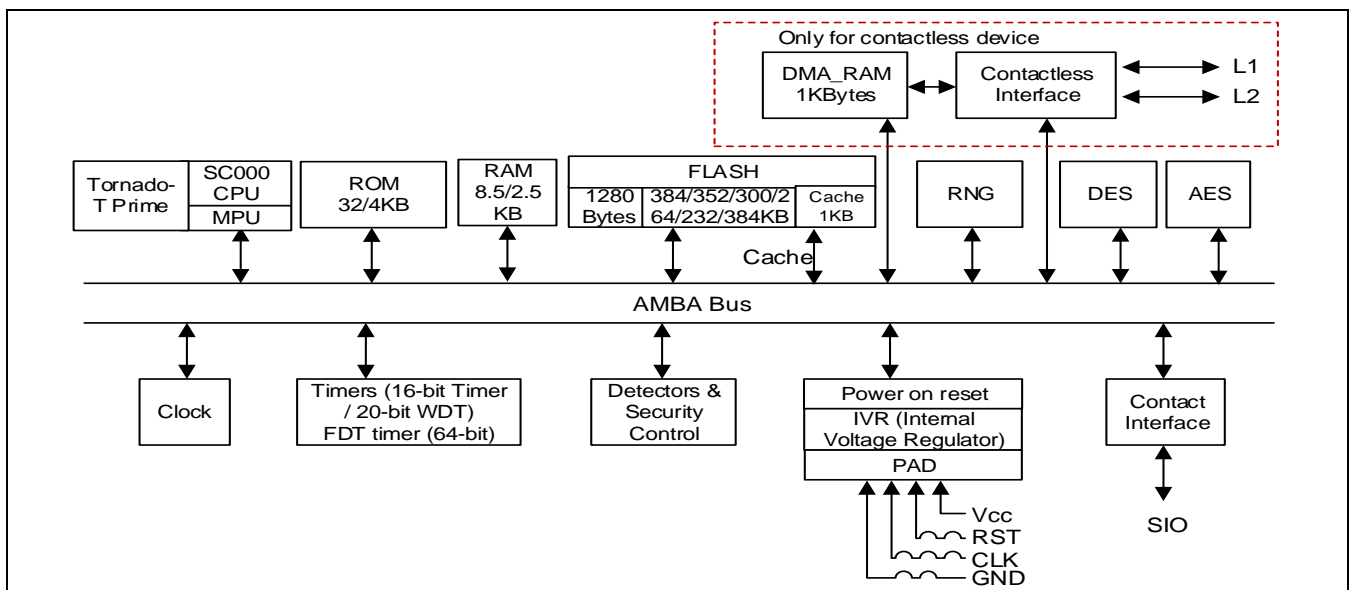 Only for contactless device
DMA_RAM
1KBytes
Contactless
Interface
L1
L2
Tornado-
T Prime
SC000
CPU
MPU
ROM
32/4KB
RAM
8.5/2.5
KB
FLASH
1280
Bytes
384/352/300/2
64/232/384KB
Cache
1KB
RNG
DES
AES
Cache
AMBA Bus
Clock
Timers (16-bit Timer
/ 20-bit WDT)
FDT timer (64-bit)
Detectors &
Security
Control
Power on reset
IVR (Internal
Voltage Regulator)
PAD
Contact
Interface
Vcc
RST
CLK
GND
SIO